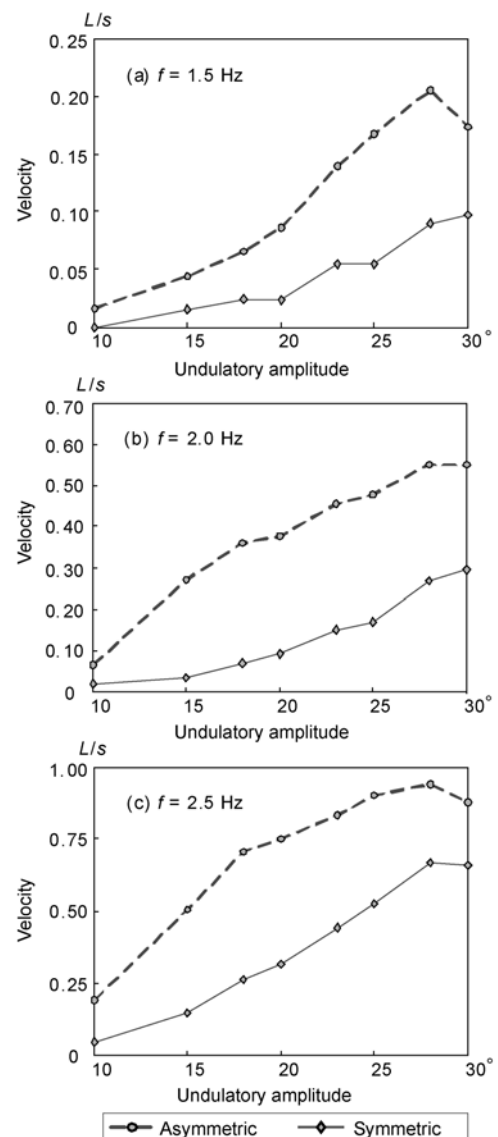 L/s
0.25
(a) f = 1.5 Hz
0.20
0.15
Velocity
0.10
0.05
0
10 15 20 25 30°
Undulatory amplitude
L/s
0.70
(b) f = 2.0 Hz
0.60
0.50
0.40
Velocity
0.30
0.20
0.10
0
10 15 20 25 30°
Undulatory amplitude
L/s
1.00
(c) f = 2.5 Hz
0.75
Velocity
0.50
0.25
0
10 15 20 25 30°
Undulatory amplitude
Asymmetric Symmetric